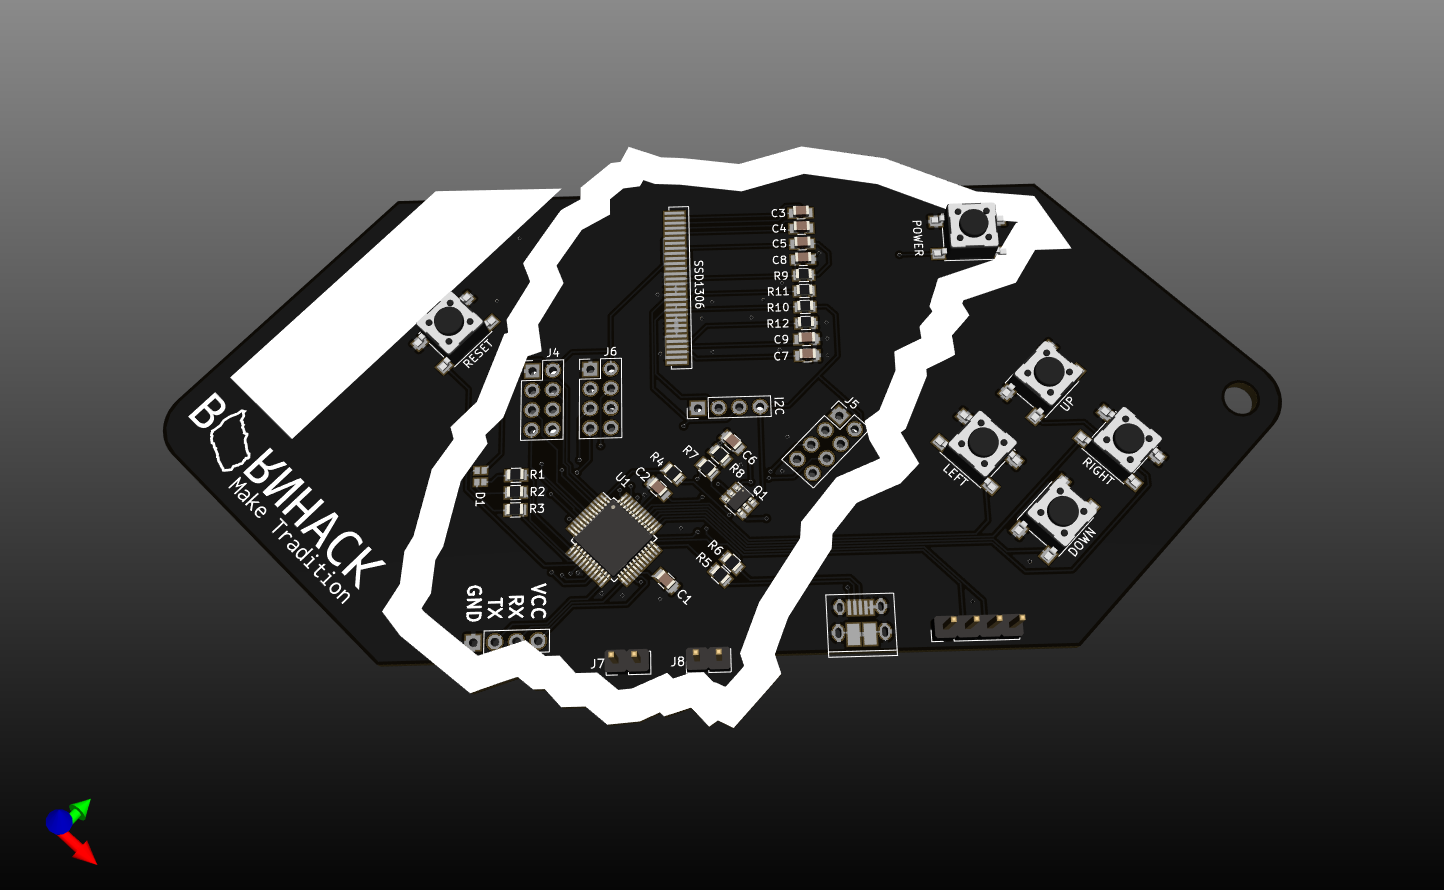 POWER
C3
C4
C5
C8
R9
R11
R10
R12
C9
C7
SSD1306
RESET
J4
J6
I2C
J5
UP
LEFT
RIGHT
DOWN
B ЯИHACK
Make Tradition
D1
R1
R2
R3
U1
C2
R4
R7
R8
C6
Q1
R6
R5
C1
GND
TX
RX
VCC
J7
J8